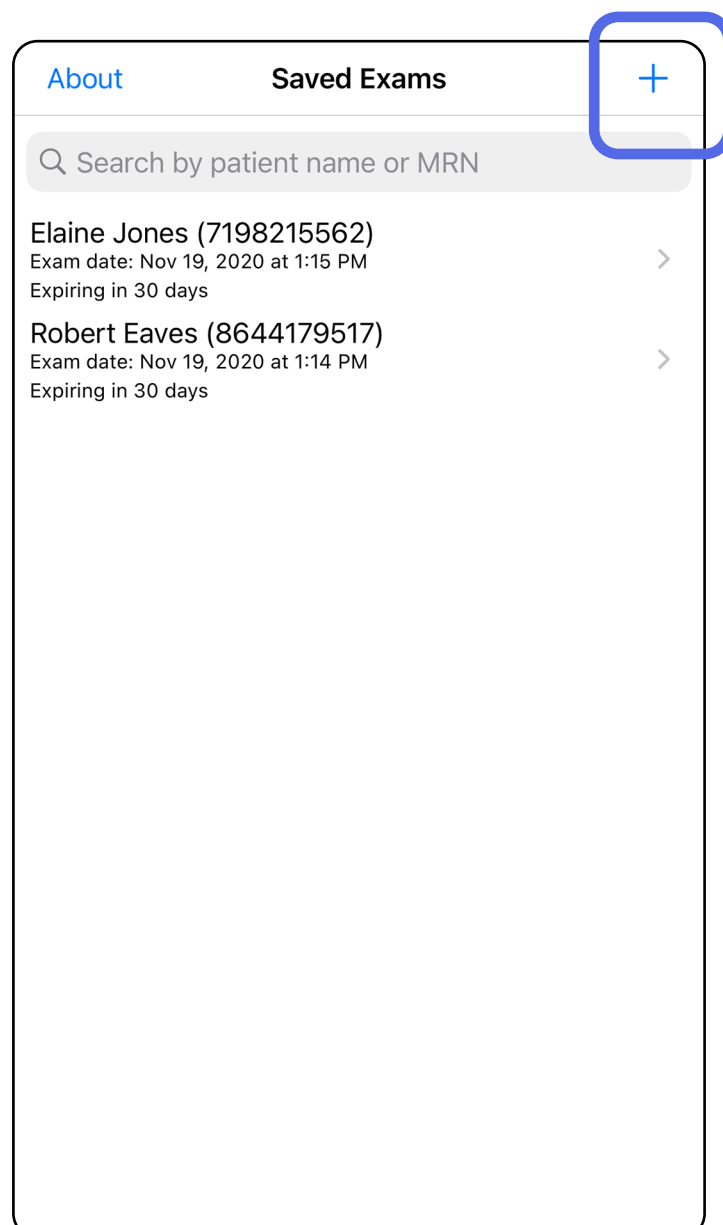 About Saved Exams +
Search by patient name or MRN
Elaine Jones (7198215562)
Exam date: Nov 19, 2020 at 1:15 PM
Expiring in 30 days
Robert Eaves (8644179517)
Exam date: Nov 19, 2020 at 1:14 PM
Expiring in 30 days